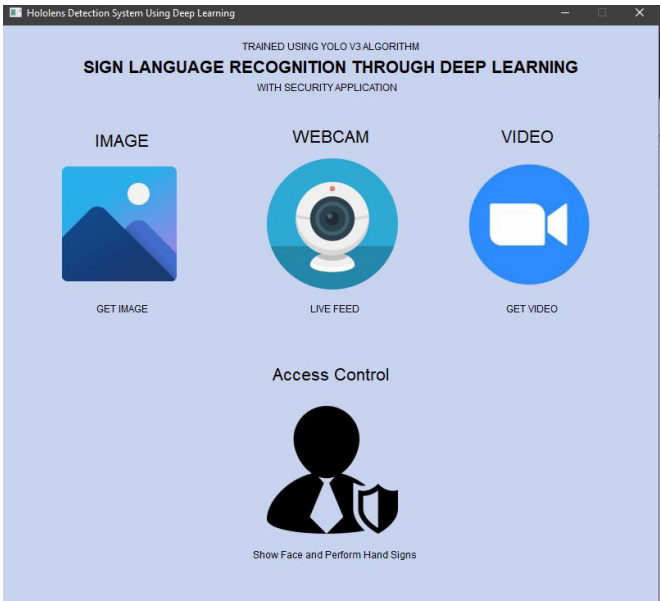 Hololens Detection System Using Deep Learning
TRAINED USING YOLO V3 ALGORITHM
SIGN LANGUAGE RECOGNITION THROUGH DEEP LEARNING
WITH SECURITY APPLICATION
IMAGE
WEBCAM
VIDEO
GET IMAGE
LIVE FEED
GET VIDEO
Access Control
Show Face and Perform Hand Signs